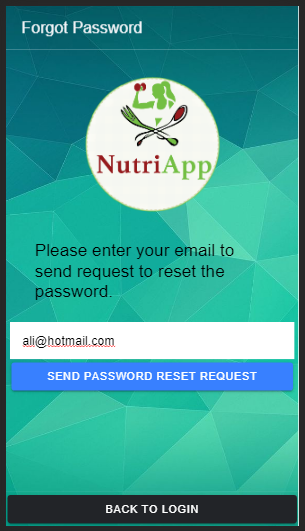 Forgot Password
NutriApp
Please enter your email to
send request to reset the
password.
ali@hotmail.com
SEND PASSWORD RESET REQUEST
BACK TO LOGIN